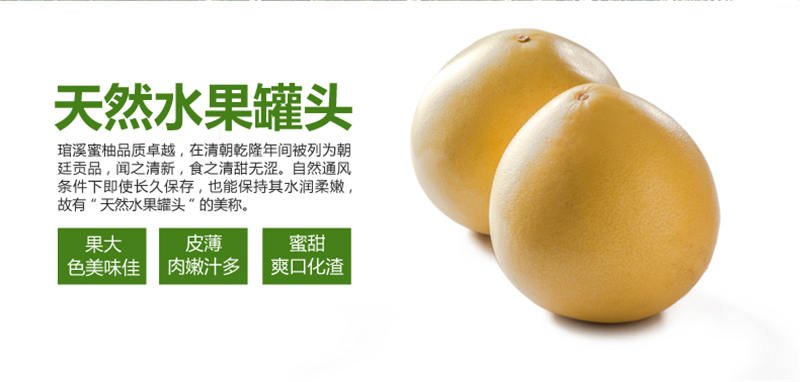 天然水果罐头
琯溪蜜柚品质卓越，在清朝乾隆年间被列为朝
廷贡品，闻之清新，食之清甜无涩。自然通风
条件下即使长久保存，也能保持其水润柔嫩，
故有“天然水果罐头”的美称。
果大
色美味佳
皮薄
肉嫩汁多
蜜甜
爽口化渣